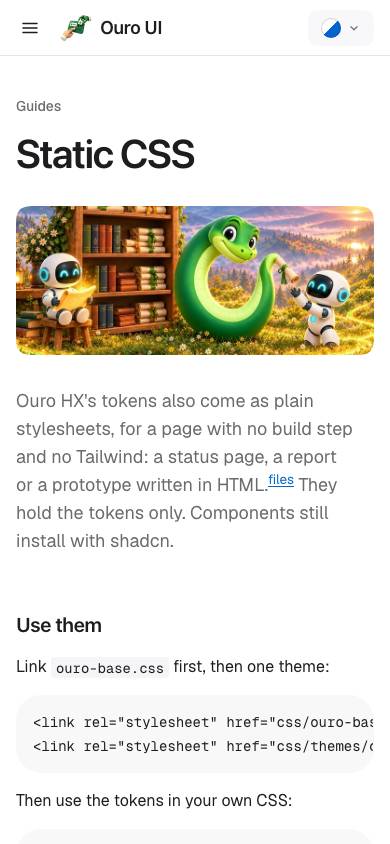 Ouro UI
Guides
Static CSS
Ouro HX's tokens also come as plain
stylesheets, for a page with no build step
and no Tailwind: a status page, a report
or a prototype written in HTML.files They
hold the tokens only. Components still
install with shadcn.
Use them
Link ouro-base.css first, then one theme:
<link rel="stylesheet" href="css/ouro-bas
<link rel="stylesheet" href="css/themes/o
Then use the tokens in your own CSS: